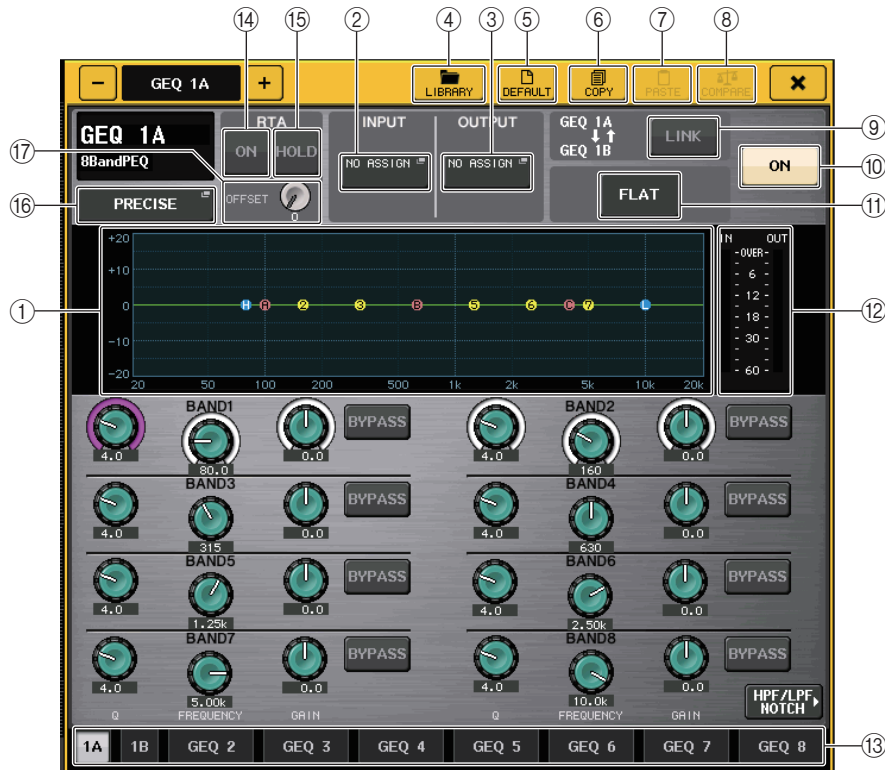 ⑭ ⑮ ② ④ ③ ⑤ ⑥ ⑦ ⑧
− GEQ 1A + LIBRARY DEFAULT COPY PASTE COMPARE ×
GEQ 1A
8BandPEQ
RTA
ON HOLD
OFFSET
0
INPUT OUTPUT
NO ASSIGN NO ASSIGN
GEQ 1A
GEQ 1B
LINK
⑨
ON
⑩
⑰
⑯
PRECISE
FLAT
⑪
①
+20
+10
0
−10
−20
20 50 100 200 500 1k 2k 5k 10k 20k
H A 2 3 B 5 6 C 7 L
IN OUT
-OVER-
- 6 -
- 12 -
- 18 -
- 30 -
- 60 -
⑫
BAND1 BAND2
4.0 80.0 0.0 BYPASS 4.0 160 0.0 BYPASS
BAND3 BAND4
4.0 315 0.0 BYPASS 4.0 630 0.0 BYPASS
BAND5 BAND6
4.0 1.25k 0.0 BYPASS 4.0 2.50k 0.0 BYPASS
BAND7 BAND8
4.0 5.00k 0.0 BYPASS 4.0 10.0k 0.0 BYPASS
Q FREQUENCY GAIN Q FREQUENCY GAIN
HPF/LPF
NOTCH
1A 1B GEQ 2 GEQ 3 GEQ 4 GEQ 5 GEQ 6 GEQ 7 GEQ 8
⑬